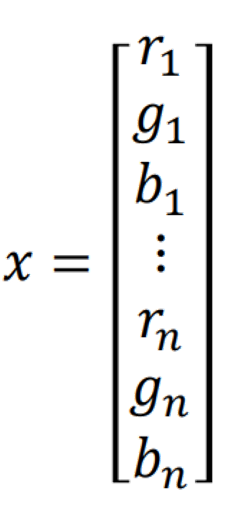 r₁
g₁
b₁
x = ⋮
rₙ
gₙ
bₙ